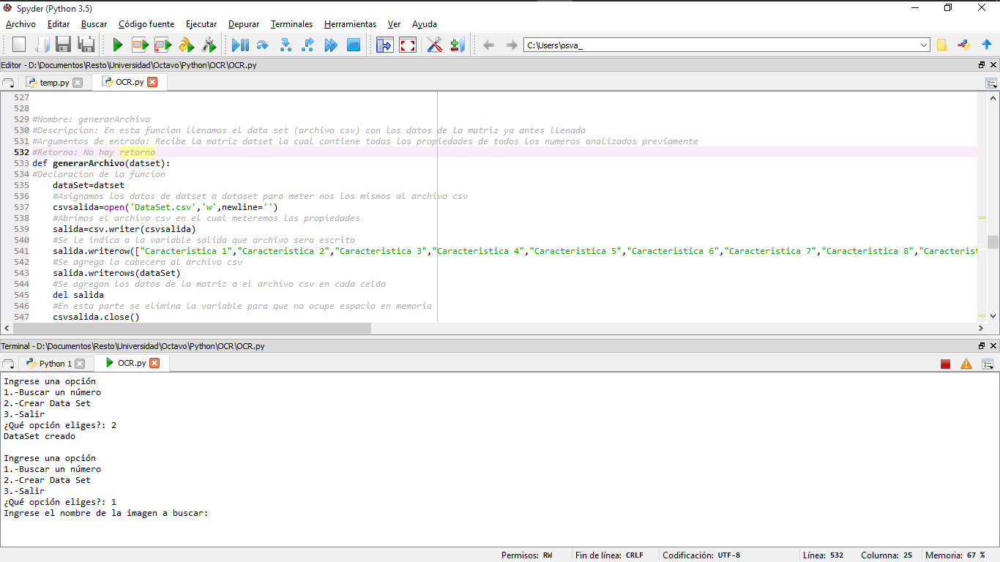 Spyder (Python 3.5)
Archivo Editar Buscar Código fuente Ejecutar Depurar Terminales Herramientas Ver Ayuda
C:\Users\osva_
Editor - D:\Documentos\Resto\Universidad\Octavo\Python\OCR\OCR.py
temp.py OCR.py
527
528
529 #Nombre: generarArchivo
530 #Descripcion: En esta funcion llenamos el data set (archivo csv) con los datos de la matriz ya antes llenada
531 #Argumentos de entrada: Recibe la matriz datset la cual contiene todas las propiedades de todos los numeros analizados previamente
532 #Retorno: No hay retorno
533 def generarArchivo(datset):
534 #Declaracion de la funcion
535     dataSet=datset
536     #Asignamos los datos de datset a dataset para meter nos los mismos al archivo csv
537     csvsalida=open('DataSet.csv','w',newline='')
538     #Abrimos el archivo csv en el cual meteremos las propiedades
539     salida=csv.writer(csvsalida)
540     #Se le indica a la variable salida que archivo sera escrito
541     salida.writerow(["Caracteristica 1","Caracteristica 2","Caracteristica 3","Caracteristica 4","Caracteristica 5","Caracteristica 6","Caracteristica 7","Caracteristica 8","Caracterist
542     #Se agrega la cabecera al archivo csv
543     salida.writerows(dataSet)
544     #Se agregan los datos de la matriz a el archivo csv en cada celda
545     del salida
546     #En esta parte se elimina la variable para que no ocupe espacio en memoria
547     csvsalida.close()
Terminal - D:\Documentos\Resto\Universidad\Octavo\Python\OCR\OCR.py
Python 1 OCR.py
Ingrese una opción
1.-Buscar un número
2.-Crear Data Set
3.-Salir
¿Qué opción eliges?: 2
DataSet creado
Ingrese una opción
1.-Buscar un número
2.-Crear Data Set
3.-Salir
¿Qué opción eliges?: 1
Ingrese el nombre de la imagen a buscar:
Permisos: RW Fin de línea: CRLF Codificación: UTF-8 Línea: 532 Columna: 25 Memoria: 67 %